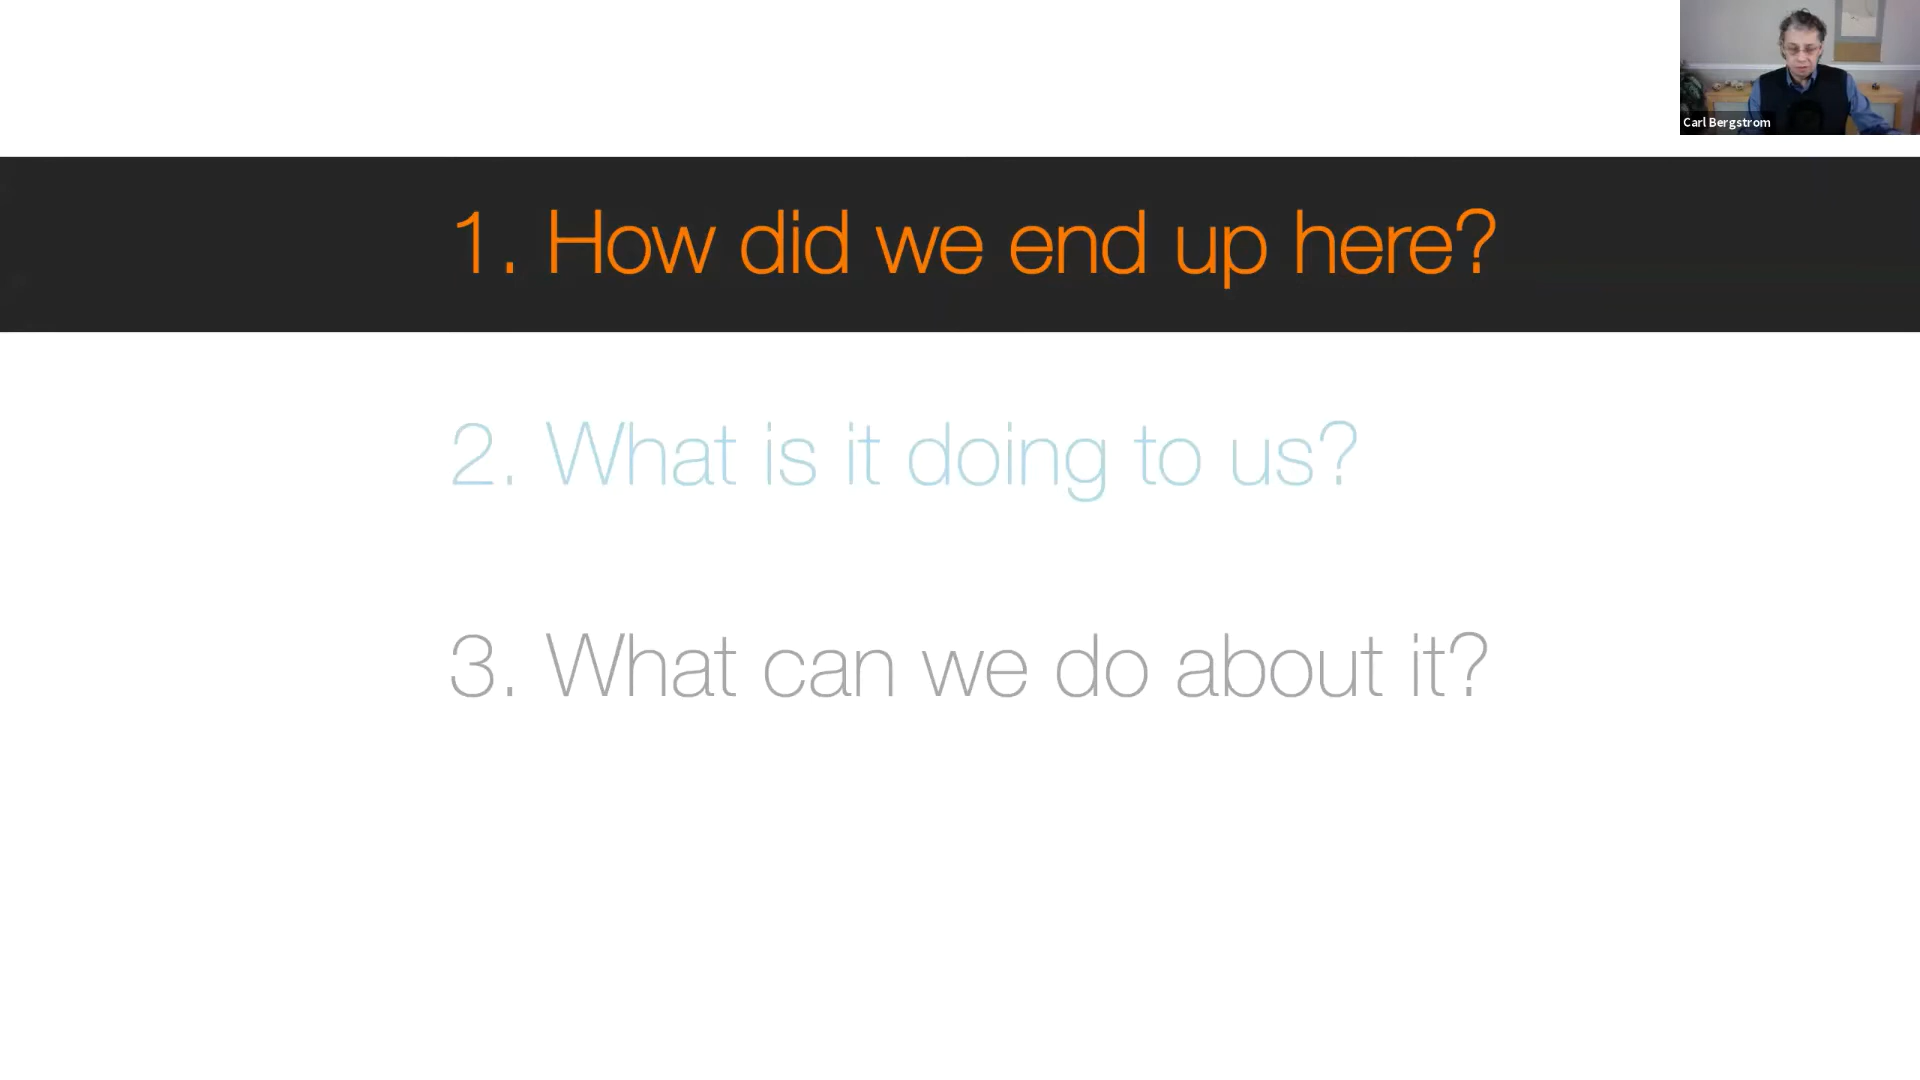 Carl Bergstrom
1. How did we end up here?
2. What is it doing to us?
3. What can we do about it?